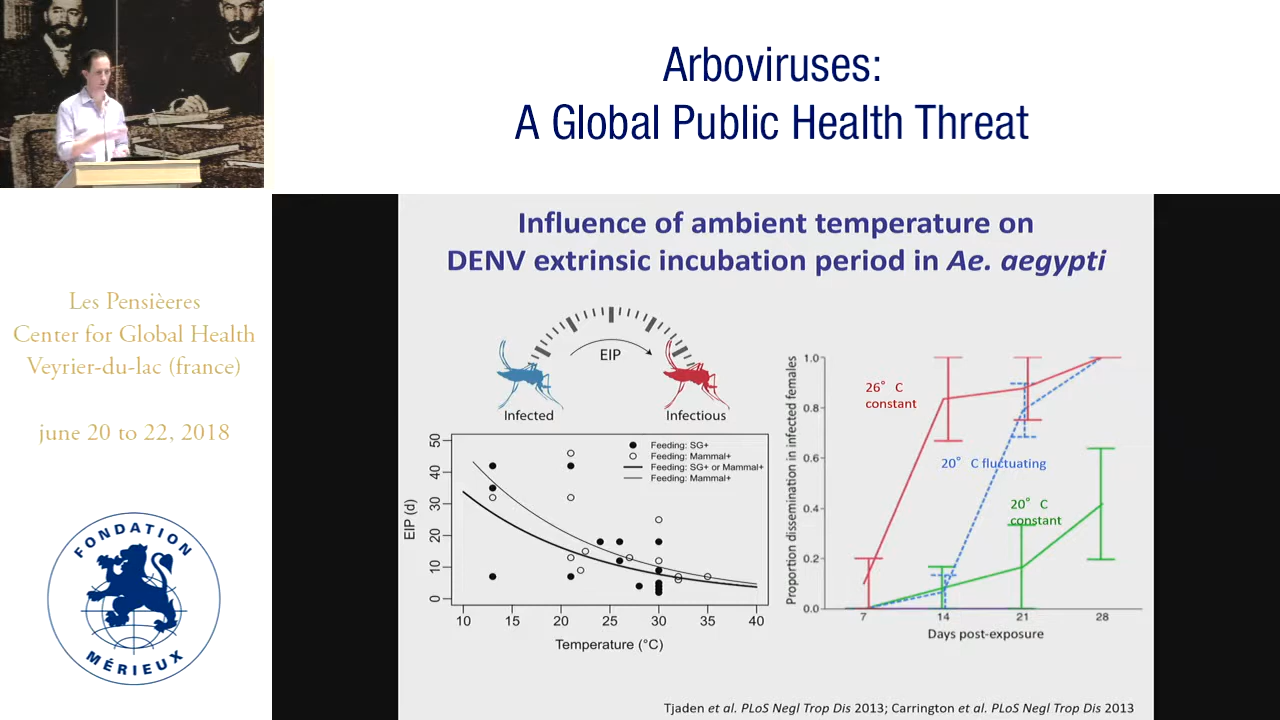 Arboviruses:
A Global Public Health Threat
Les Pensièeres
Center for Global Health
Veyrier-du-lac (france)
june 20 to 22, 2018
FONDATION
MÉRIEUX
Influence of ambient temperature on
DENV extrinsic incubation period in Ae. aegypti
EIP
Infected
Infectious
Feeding: SG+
Feeding: Mammal+
Feeding: SG+ or Mammal+
Feeding: Mammal+
EIP (d)
50
40
30
20
10
0
10 15 20 25 30 35 40
Temperature (°C)
Proportion dissemination in infected females
1.0
0.8
0.6
0.4
0.2
0.0
26° C
constant
20° C fluctuating
20° C
constant
7 14 21 28
Days post-exposure
Tjaden et al. PLoS Negl Trop Dis 2013; Carrington et al. PLoS Negl Trop Dis 2013